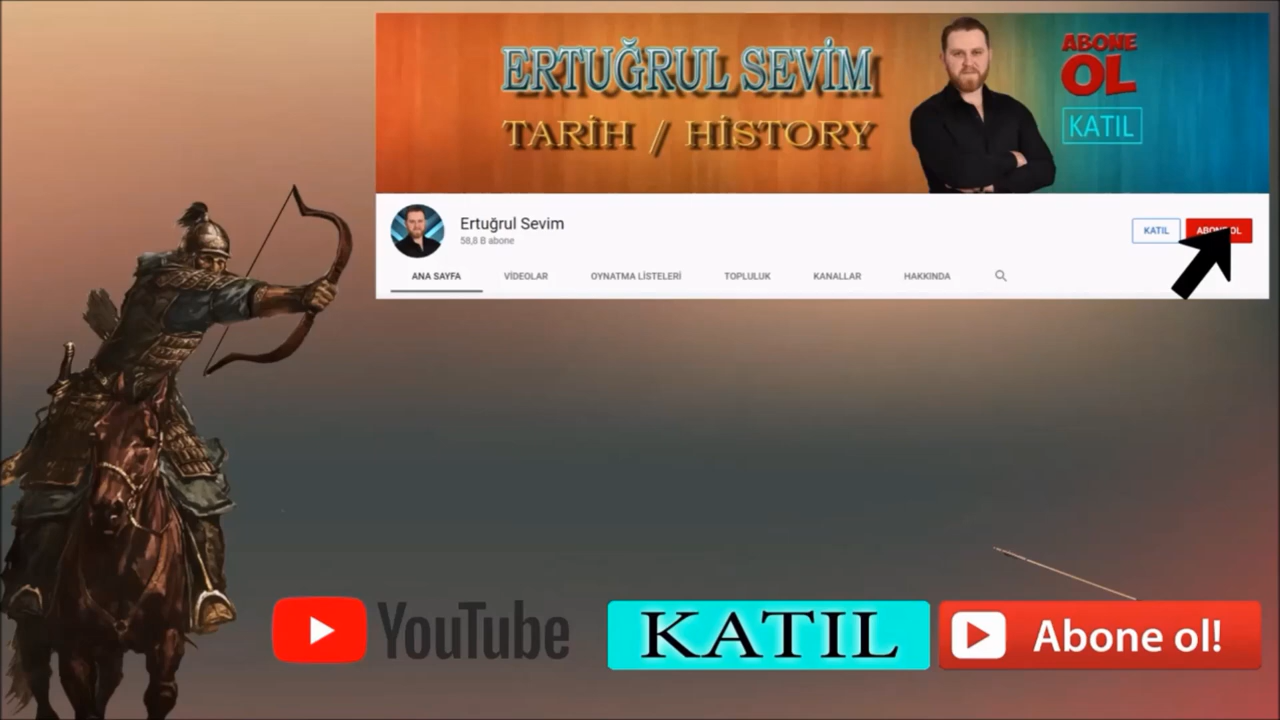 ERTUĞRUL SEVİM
TARİH / HİSTORY
ABONE
OL
KATIL
Ertuğrul Sevim
58,8 B abone
KATIL
ANA SAYFA VİDEOLAR OYNATMA LİSTELERİ TOPLULUK KANALLAR HAKKINDA
YouTube
KATIL
Abone ol!